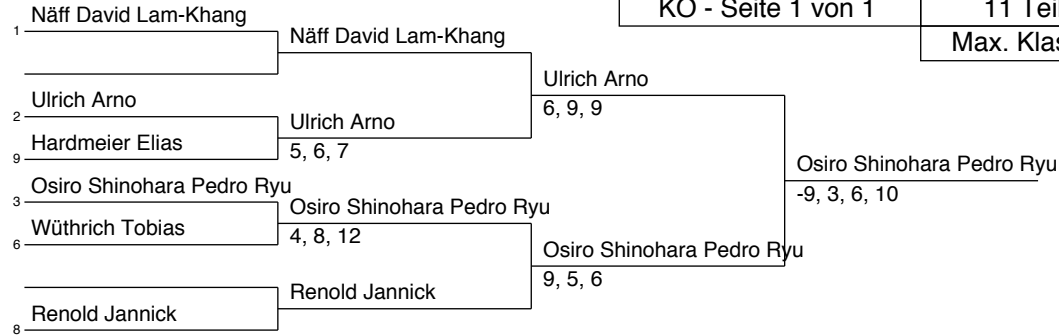 KO - Seite 1 von 1
11 Teil
Max. Klas
Näff David Lam-Khang
1
Näff David Lam-Khang
Ulrich Arno
6, 9, 9
Ulrich Arno
2
Ulrich Arno
5, 6, 7
Hardmeier Elias
9
Osiro Shinohara Pedro Ryu
-9, 3, 6, 10
Osiro Shinohara Pedro Ryu
3
Osiro Shinohara Pedro Ryu
4, 8, 12
Wüthrich Tobias
6
Osiro Shinohara Pedro Ryu
9, 5, 6
Renold Jannick
Renold Jannick
8